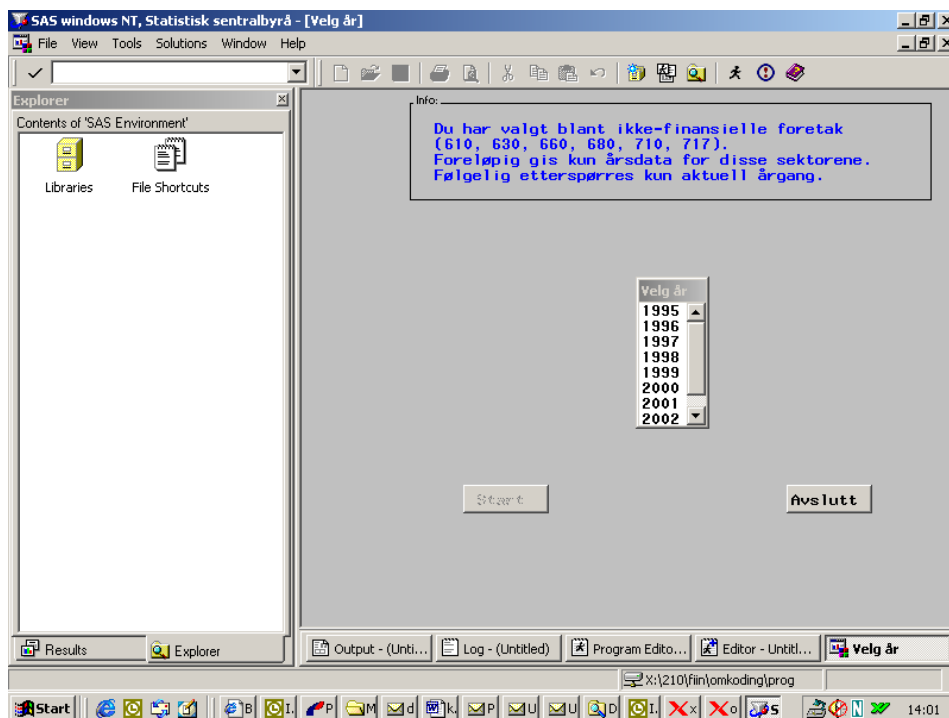 SAS windows NT, Statistisk sentralbyrå - [Velg år]
File View Tools Solutions Window Help
Explorer
Contents of 'SAS Environment'
Libraries
File Shortcuts
Info:
Du har valgt blant ikke-finansielle foretak
(610, 630, 660, 680, 710, 717).
Foreløpig gis kun årsdata for disse sektorene.
Følgelig etterspørres kun aktuell årgang.
Velg år
1995
1996
1997
1998
1999
2000
2001
2002
Start
Avslutt
Results
Explorer
Output - (Unti...
Log - (Untitled)
Program Edito...
Editor - Untitl...
Velg år
X:\210\fiin\omkoding\prog
Start B I. P M d k. P U U D I. x o S 14:01